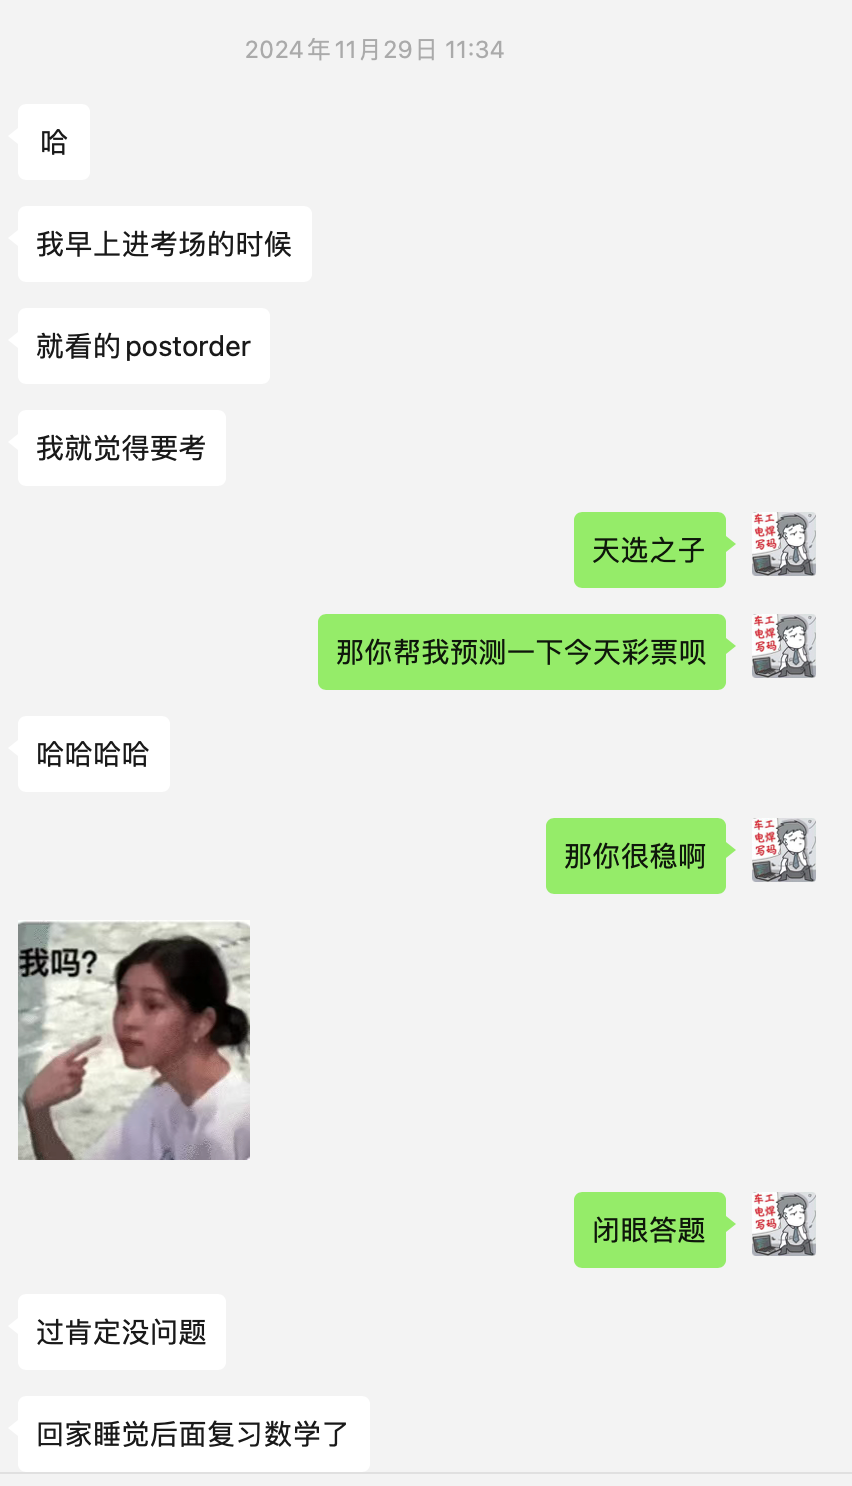 2024年11月29日 11:34
哈
我早上进考场的时候
就看的postorder
我就觉得要考
车工
电焊
写码
天选之子
车工
电焊
写码
那你帮我预测一下今天彩票呗
哈哈哈哈
车工
电焊
写码
那你很稳啊
我吗?
车工
电焊
写码
闭眼答题
过肯定没问题
回家睡觉后面复习数学了